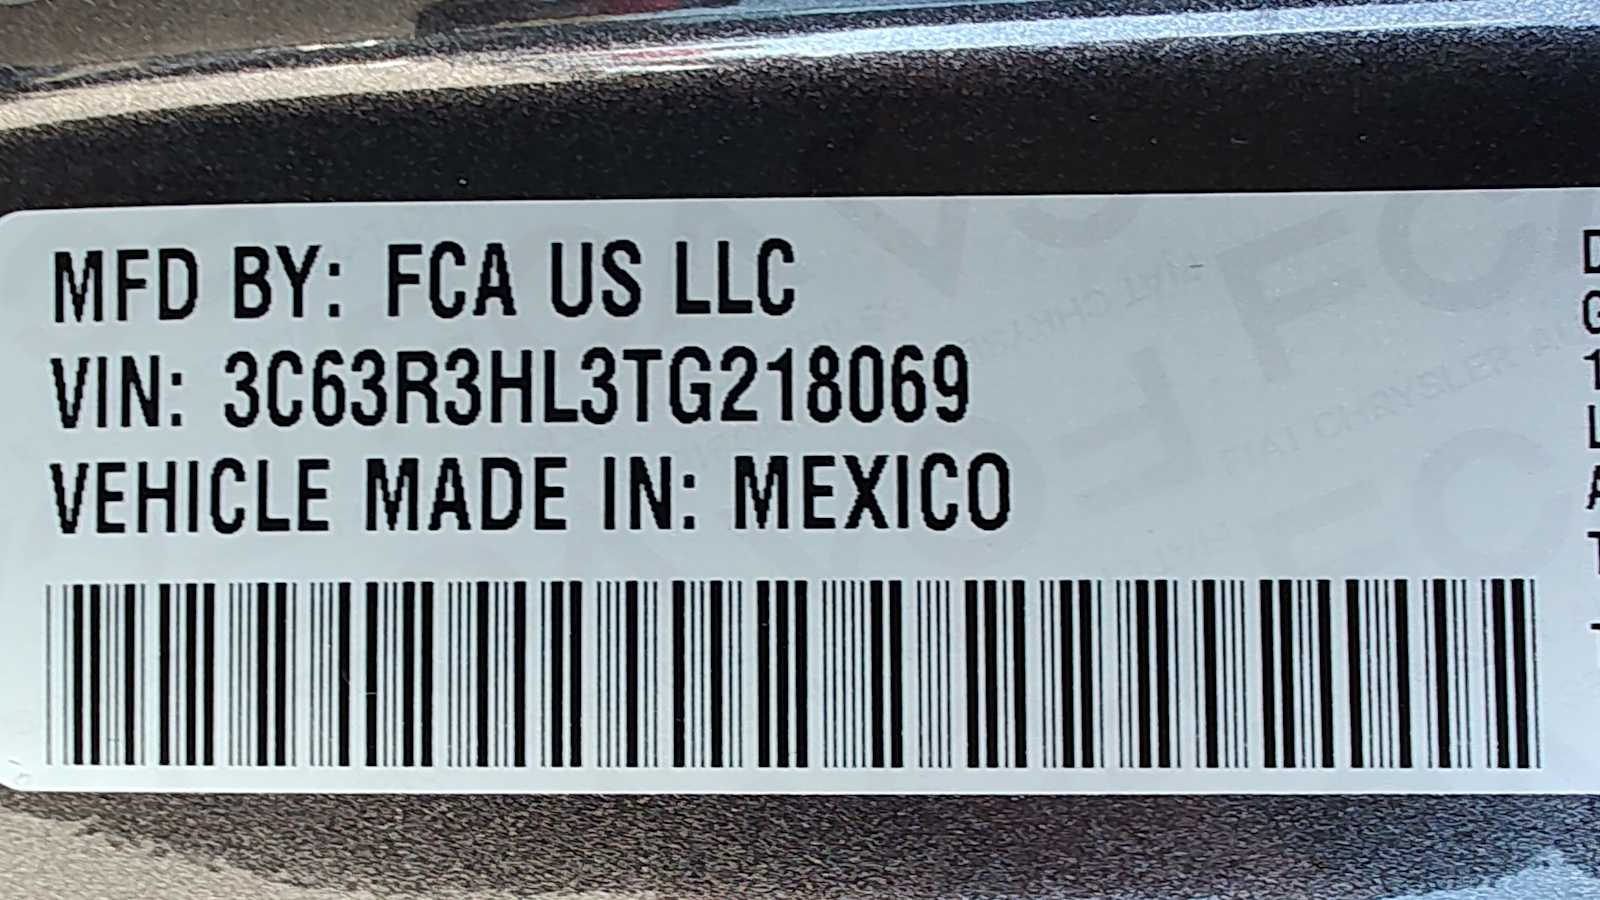 MFD BY: FCA US LLC
VIN: 3C63R3HL3TG218069
VEHICLE MADE IN: MEXICO